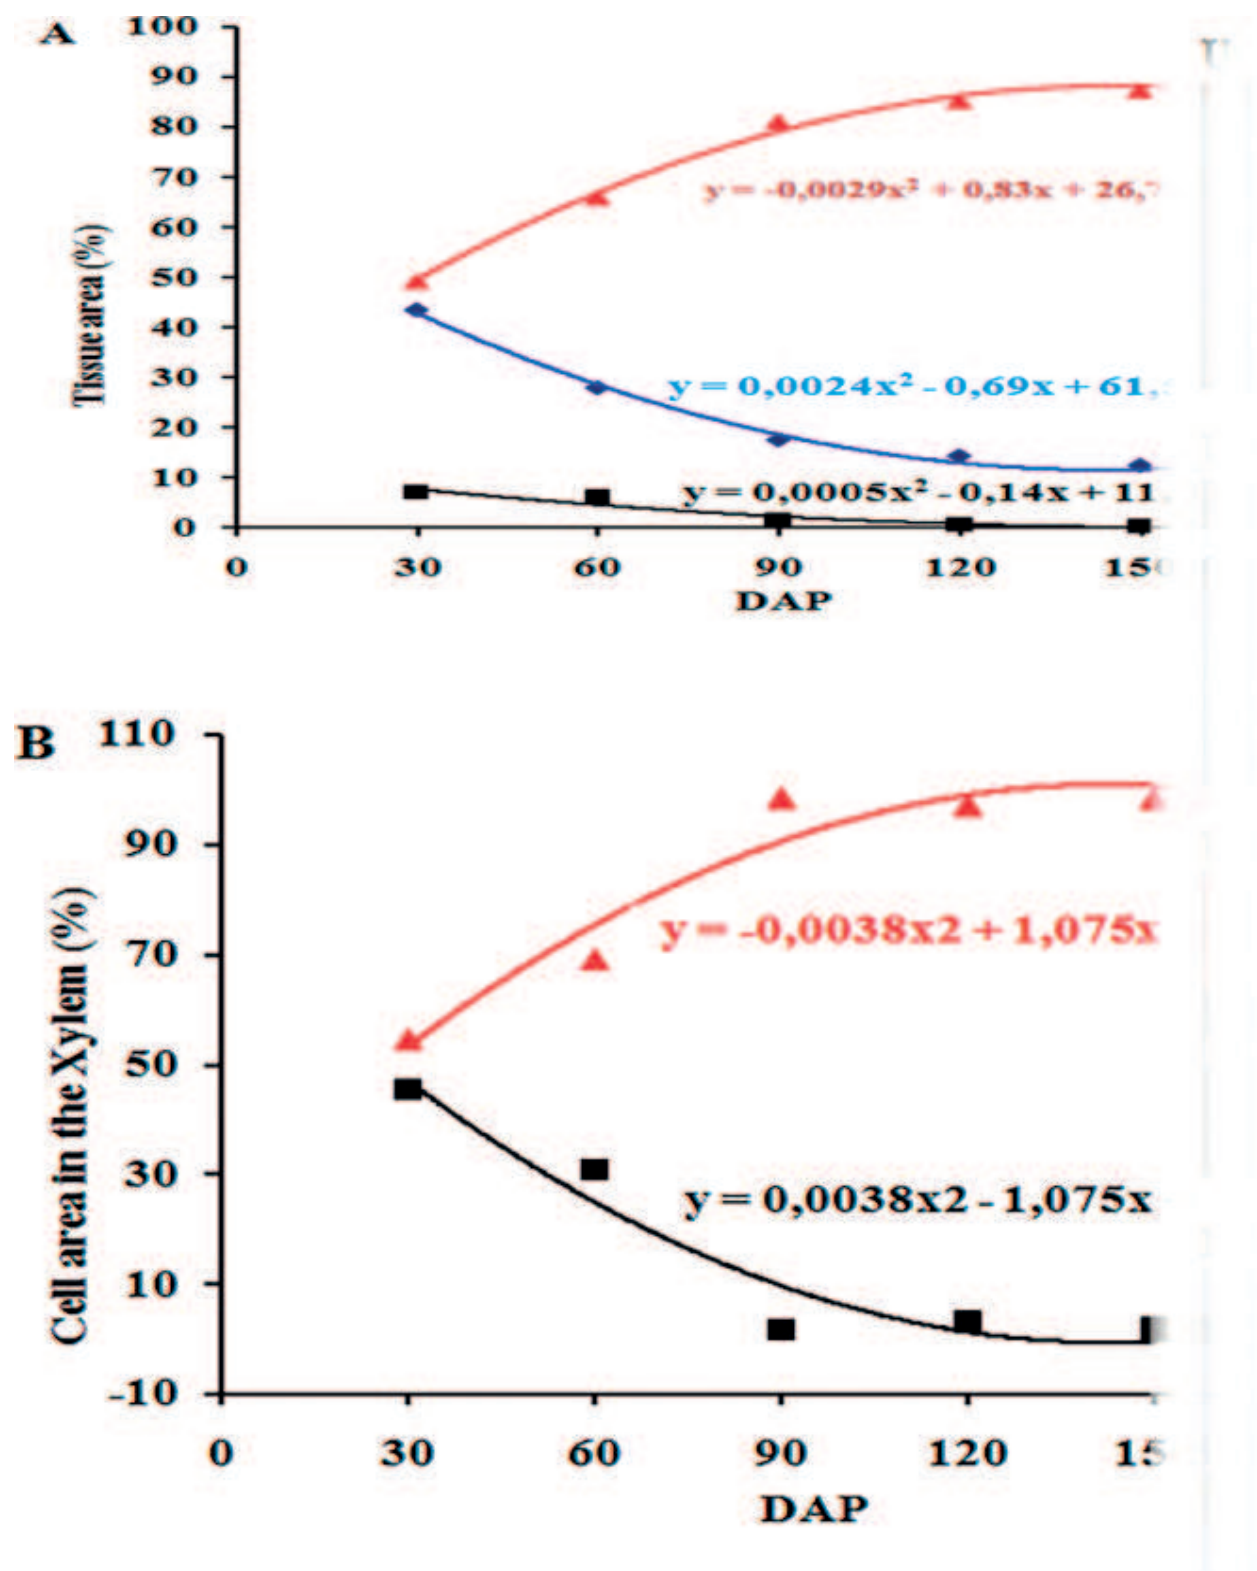 A
100
90
80
70
60
50
40
30
20
10
0
Tissue area (%)
y = -0,0029x² + 0,83x + 26,
y = 0,0024x² - 0,69x + 61,
y = 0,0005x² - 0,14x + 11
0 30 60 90 120 15
DAP
B
110
90
70
50
30
10
-10
Cell area in the Xylem (%)
y = -0,0038x2 + 1,075x
y = 0,0038x2 - 1,075x
0 30 60 90 120 15
DAP